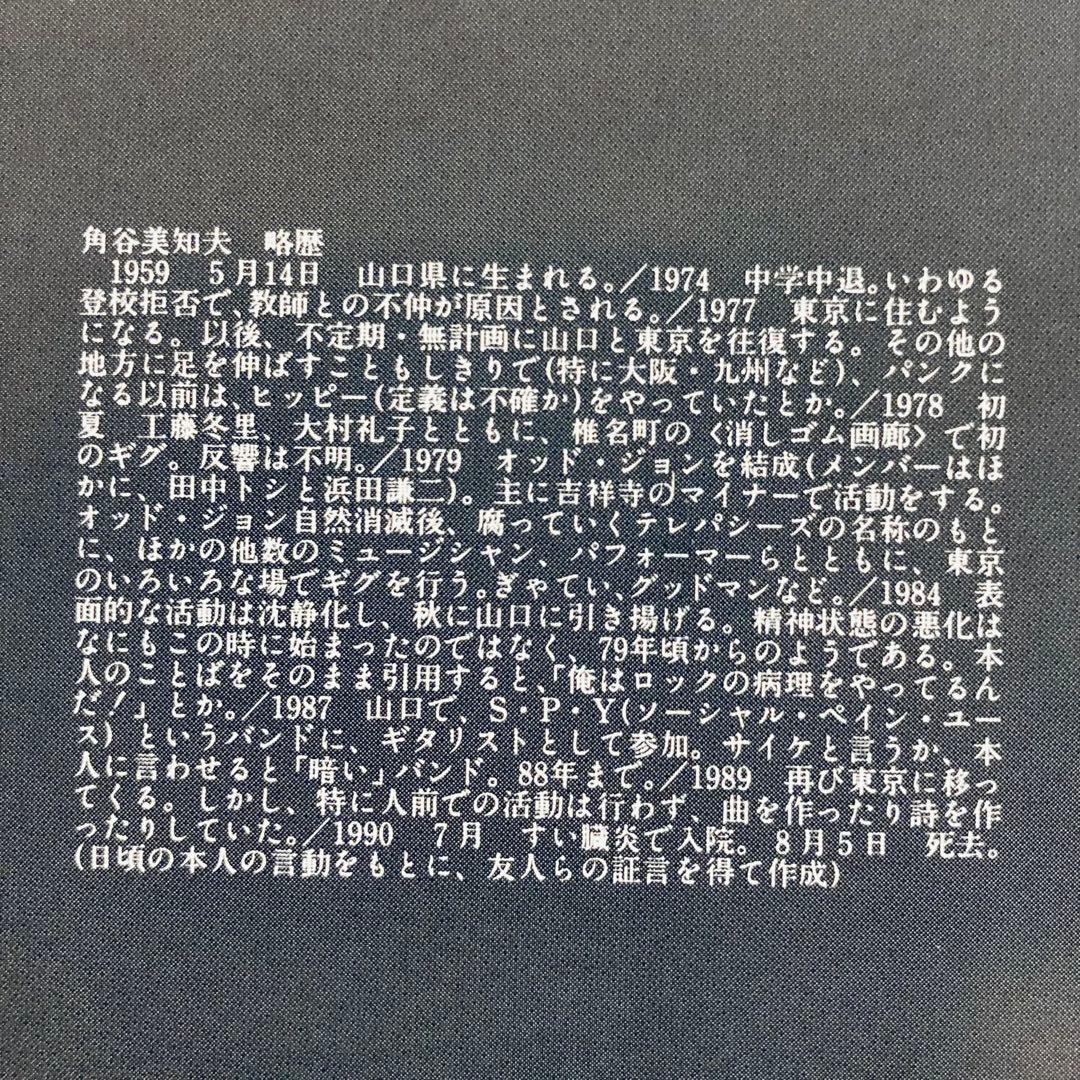 角谷美知夫　略歴
　1959　5月14日　山口県に生まれる。／1974　中学中退。いわゆる
登校拒否で、教師との不仲が原因とされる。／1977　東京に住むよう
になる。以後、不定期・無計画に山口と東京を往復する。その他の
地方に足を伸ばすこともしきりで(特に大阪・九州など)、パンクに
なる以前は、ヒッピー(定義は不確か)をやっていたとか。／1978　初
夏　工藤冬里、大村礼子とともに、椎名町の〈消しゴム画廊〉で初
のギグ。反響は不明。／1979　オッド・ジョンを結成(メンバーはほ
かに、田中トシと浜田謙二)。主に吉祥寺のマイナーで活動をする。
オッド・ジョン自然消滅後、腐っていくテレパシーズの名称のもと
に、ほかの他数のミュージシャン、パフォーマーらとともに、東京
のいろいろな場でギグを行う。ぎゃてい、グッドマンなど。／1984　表
面的な活動は沈静化し、秋に山口に引き揚げる。精神状態の悪化は
なにもこの時に始まったのではなく、79年頃からのようである。本
人のことばをそのまま引用すると、「俺はロックの病理をやってるん
だ！」とか。／1987　山口で、S・P・Y(ソーシャル・ペイン・ユー
ス)というバンドに、ギタリストとして参加。サイケと言うか、本
人に言わせると「暗い」バンド。88年まで。／1989　再び東京に移っ
てくる。しかし、特に人前での活動は行わず、曲を作ったり詩を作
ったりしていた。／1990　7月　すい臓炎で入院。8月5日　死去。
(日頃の本人の言動をもとに、友人らの証言を得て作成)